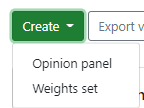 Create Export v
Opinion panel
Weights set